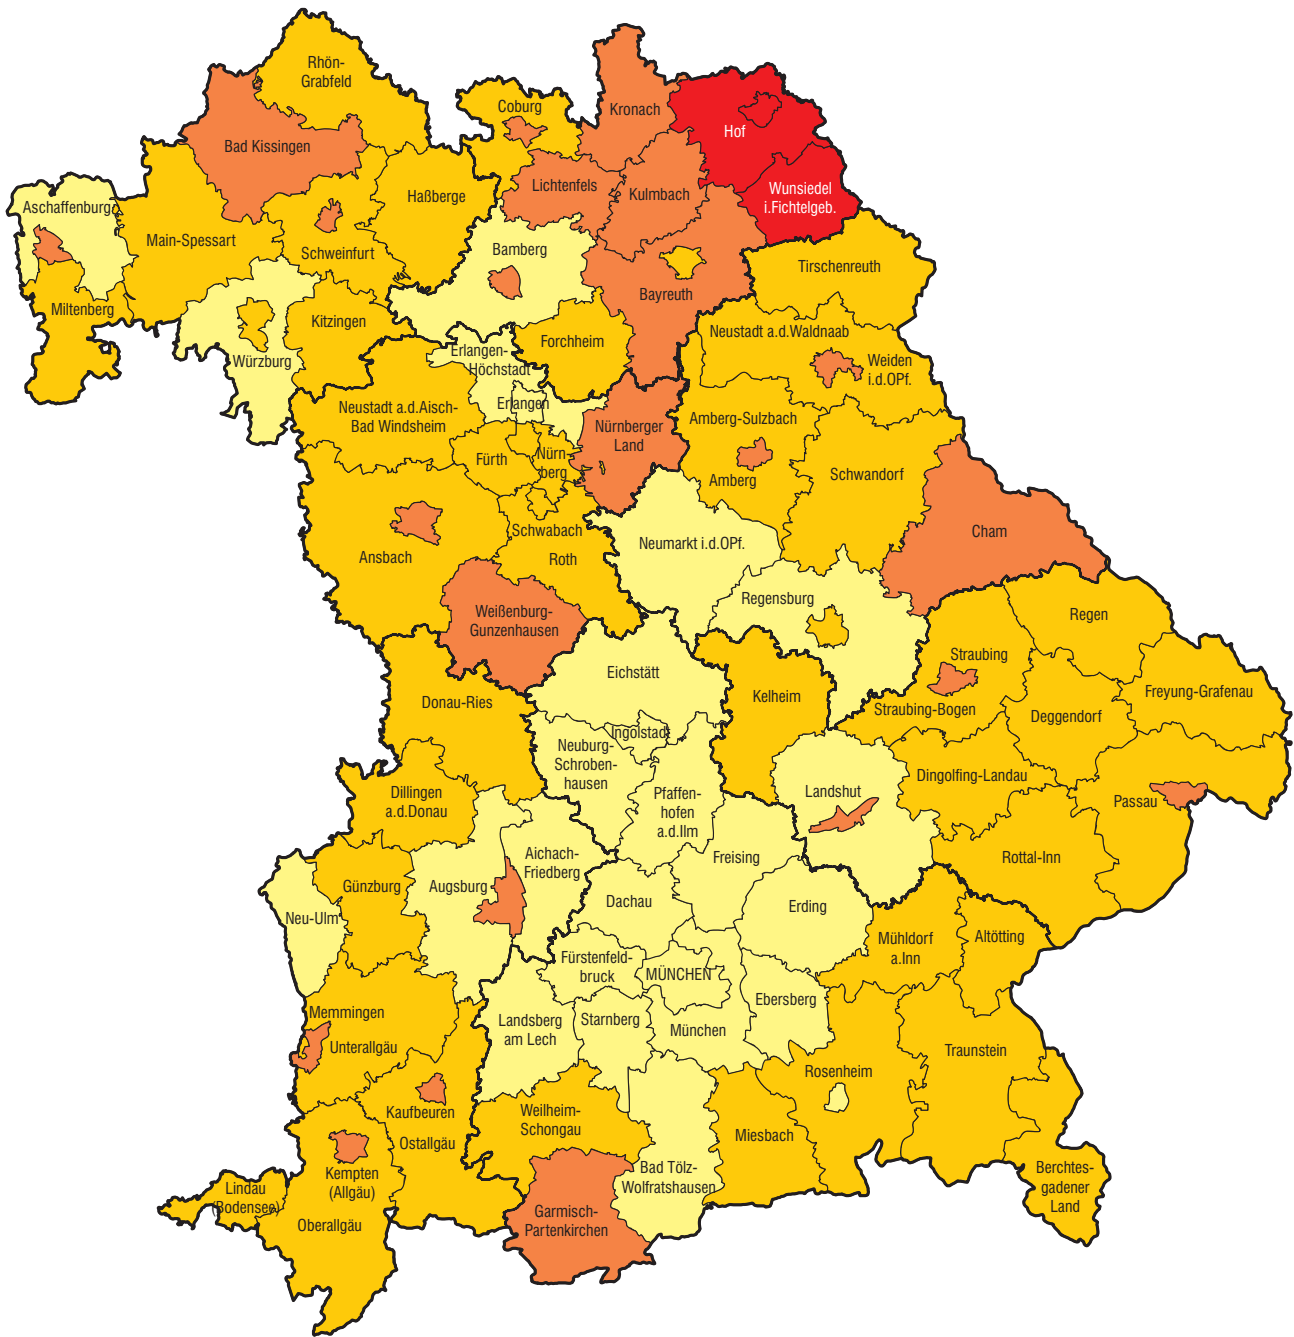 Rhön-
Grabfeld
Coburg
Kronach
Bad Kissingen
Hof
Lichtenfels
Kulmbach
Wunsiedel
i.Fichtelgeb.
Haßberge
Aschaffenburg
Main-Spessart
Schweinfurt
Bamberg
Tirschenreuth
Bayreuth
Miltenberg
Kitzingen
Forchheim
Neustadt a.d.Waldnaab
Würzburg
Erlangen-
Höchstadt
Weiden
i.d.OPf.
Erlangen
Neustadt a.d.Aisch-
Bad Windsheim
Nürnberger
Land
Amberg-Sulzbach
Fürth
Nürn-
berg
Amberg
Schwandorf
Schwabach
Cham
Neumarkt i.d.OPf.
Ansbach
Roth
Regensburg
Weißenburg-
Gunzenhausen
Regen
Straubing
Eichstätt
Freyung-Grafenau
Kelheim
Donau-Ries
Straubing-Bogen
Deggendorf
Ingolstadt
Neuburg-
Schroben-
hausen
Dingolfing-Landau
Landshut
Dillingen
a.d.Donau
Pfaffen-
hofen
a.d.Ilm
Passau
Aichach-
Friedberg
Freising
Rottal-Inn
Günzburg
Augsburg
Dachau
Erding
Neu-Ulm
Mühldorf
a.Inn
Altötting
Fürstenfeld-
bruck
MÜNCHEN
Ebersberg
Memmingen
Landsberg
am Lech
Starnberg
München
Unterallgäu
Traunstein
Rosenheim
Kaufbeuren
Weilheim-
Schongau
Miesbach
Ostallgäu
Kempten
(Allgäu)
Bad Tölz-
Wolfratshausen
Berchtes-
gadener
Land
Lindau
(Bodensee)
Oberallgäu
Garmisch-
Partenkirchen